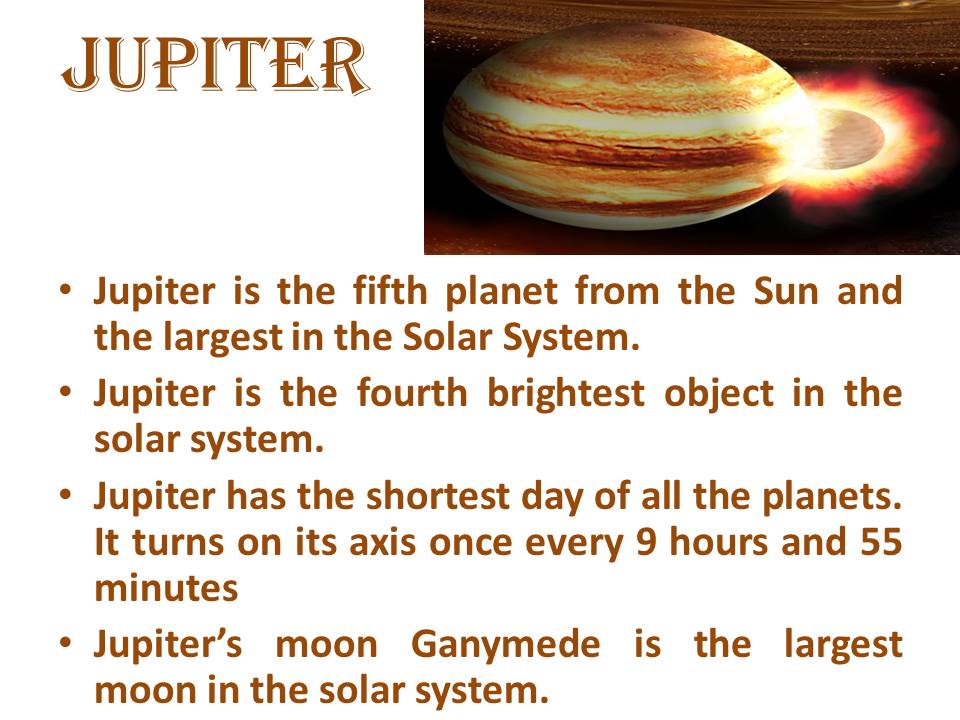 JUPITER
• Jupiter is the fifth planet from the Sun and
the largest in the Solar System.
• Jupiter is the fourth brightest object in the
solar system.
• Jupiter has the shortest day of all the planets.
It turns on its axis once every 9 hours and 55
minutes
• Jupiter’s moon Ganymede is the largest
moon in the solar system.